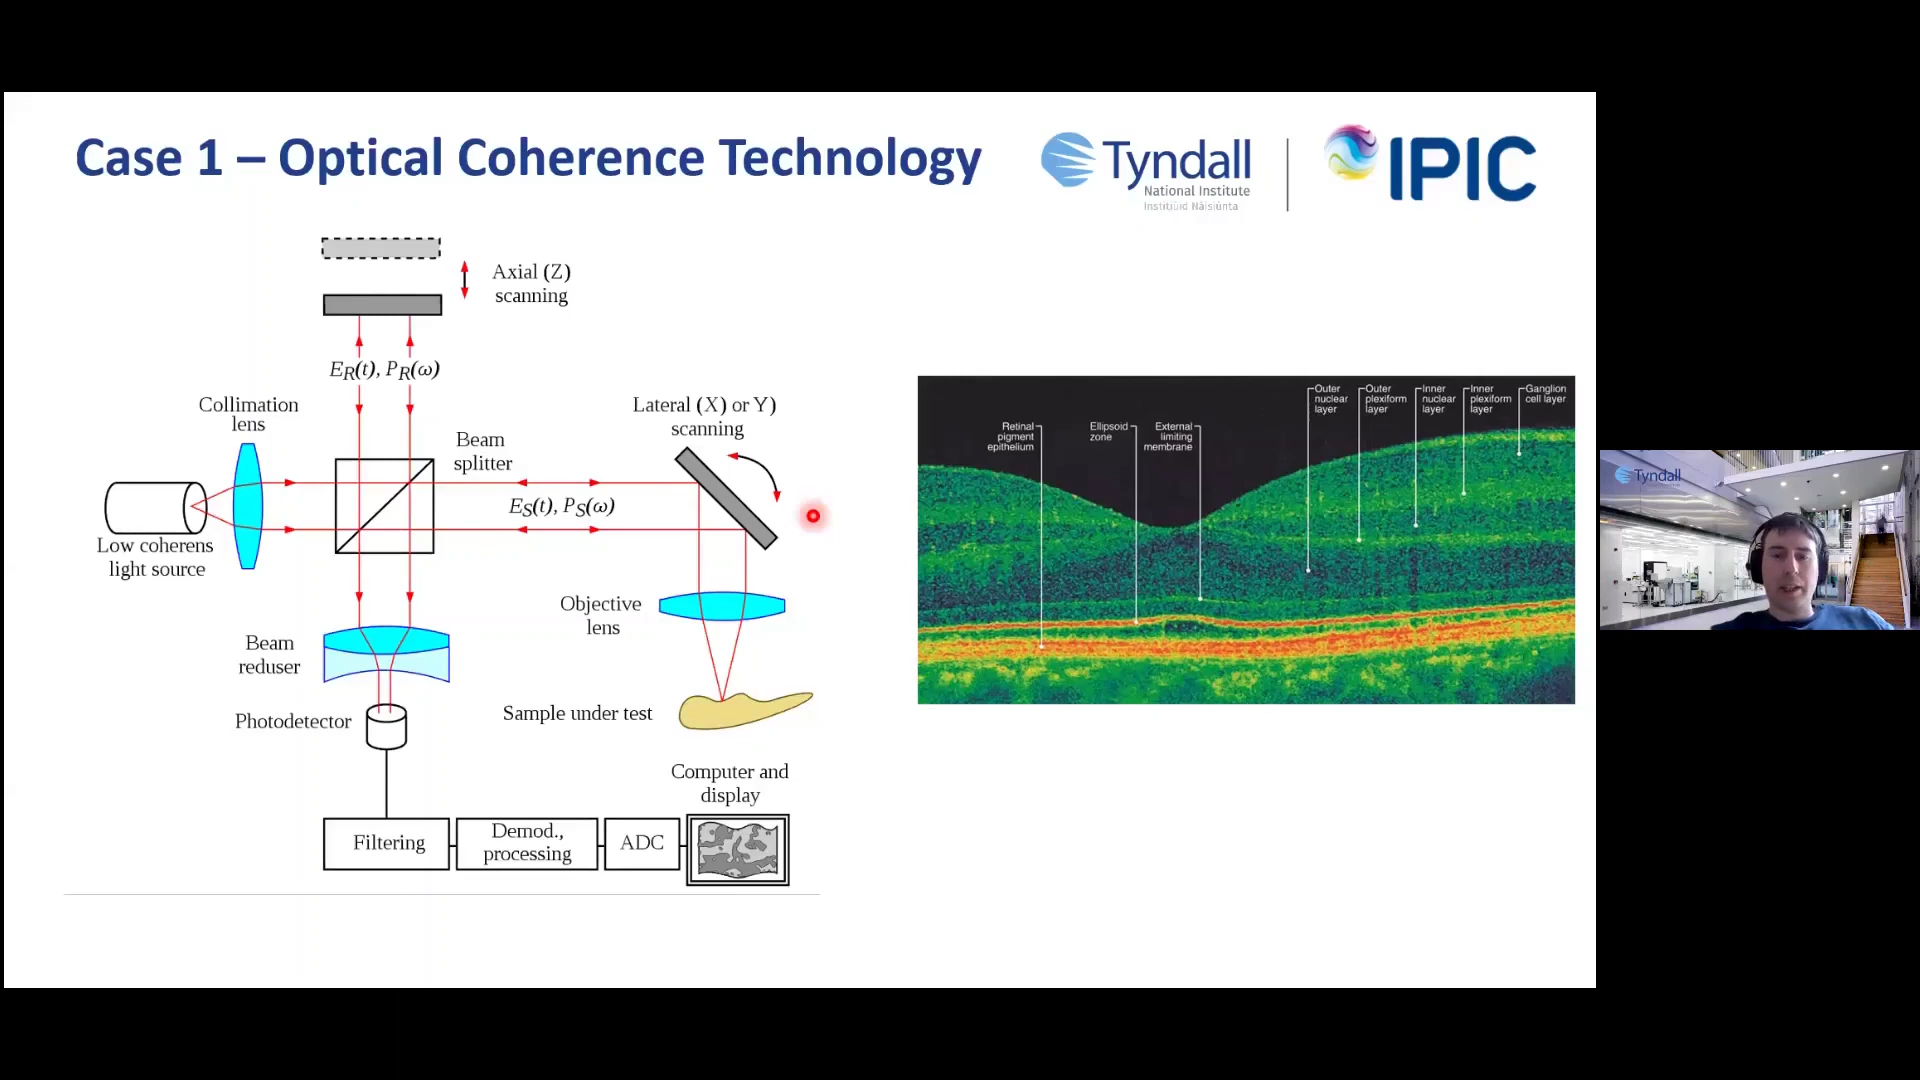 Case 1 – Optical Coherence Technology
Tyndall
National Institute
Institiúid Náisiúnta
IPIC
Axial (Z)
scanning
E_R(t), P_R(ω)
Collimation
lens
Lateral (X) or Y)
scanning
Beam
splitter
E_S(t), P_S(ω)
Low coherens
light source
Objective
lens
Beam
reduser
Photodetector
Sample under test
Computer and
display
Filtering
Demod.,
processing
ADC
Retinal
pigment
epithelium
Ellipsoid
zone
External
limiting
membrane
Outer
nuclear
layer
Outer
plexiform
layer
Inner
nuclear
layer
Inner
plexiform
layer
Ganglion
cell layer
Tyndall